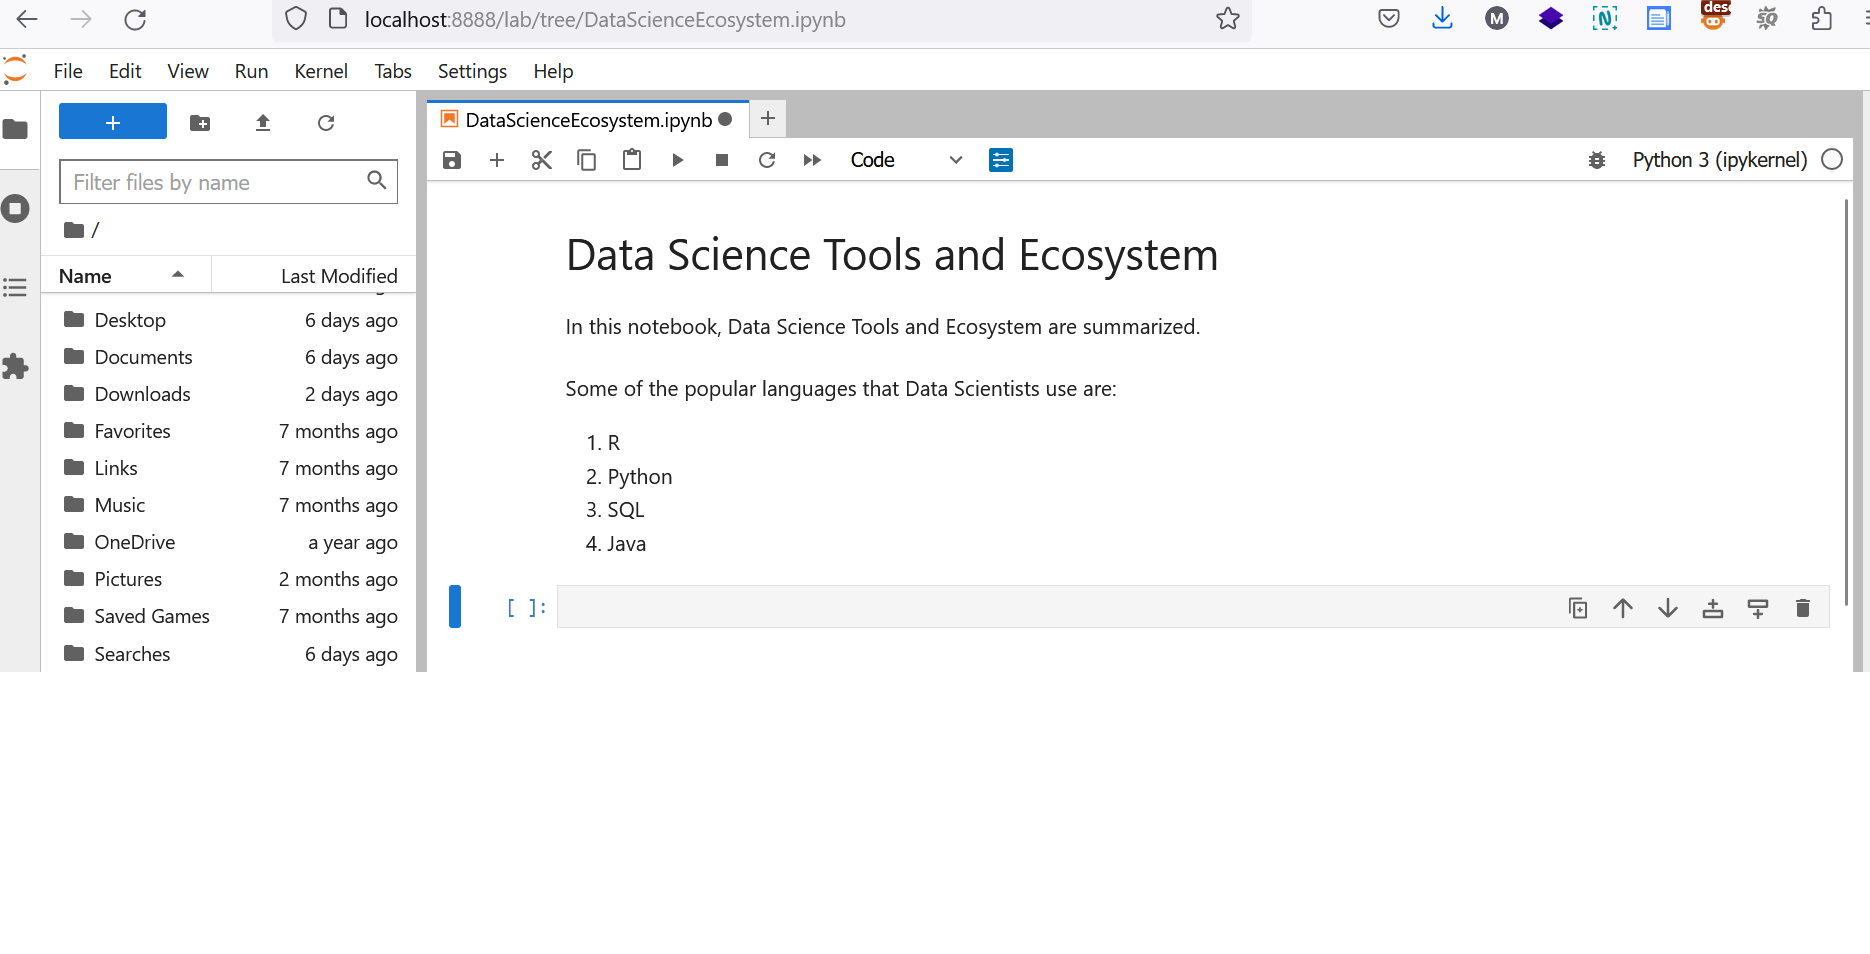 localhost:8888/lab/tree/DataScienceEcosystem.ipynb
M
des
SQ
File Edit View Run Kernel Tabs Settings Help
DataScienceEcosystem.ipynb
Code
Python 3 (ipykernel)
Filter files by name
/
Name Last Modified
Desktop 6 days ago
Documents 6 days ago
Downloads 2 days ago
Favorites 7 months ago
Links 7 months ago
Music 7 months ago
OneDrive a year ago
Pictures 2 months ago
Saved Games 7 months ago
Searches 6 days ago
Data Science Tools and Ecosystem
In this notebook, Data Science Tools and Ecosystem are summarized.
Some of the popular languages that Data Scientists use are:
1. R
2. Python
3. SQL
4. Java
[ ]: